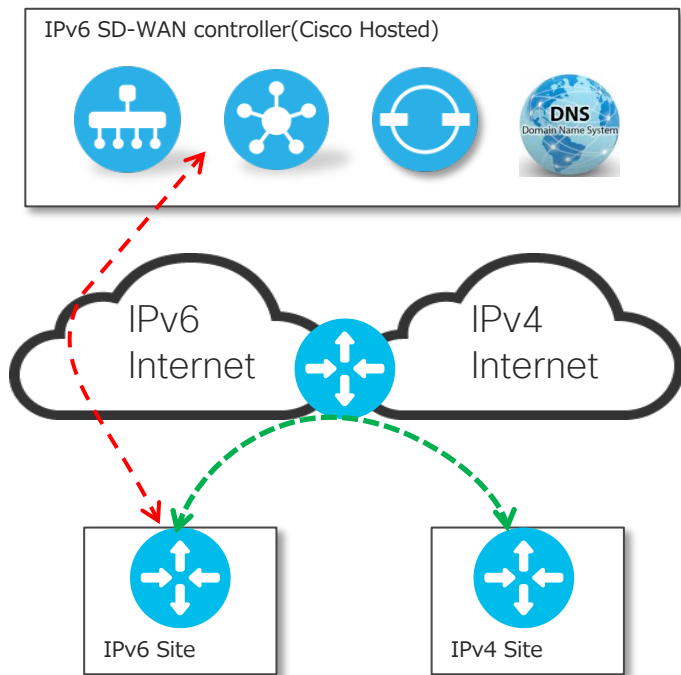 IPv6 SD-WAN controller(Cisco Hosted)
DNS
Domain Name System
IPv6
Internet
IPv4
Internet
IPv6 Site
IPv4 Site